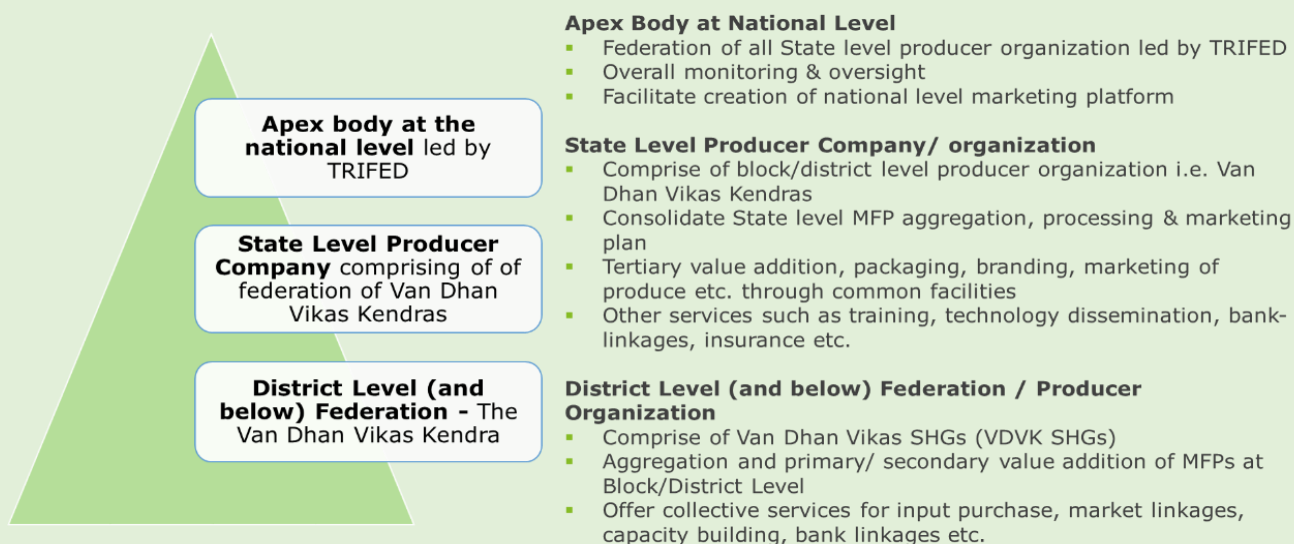 Apex body at the
national level led by
TRIFED
State Level Producer
Company comprising of of
federation of Van Dhan
Vikas Kendras
District Level (and
below) Federation - The
Van Dhan Vikas Kendra
Apex Body at National Level
▪ Federation of all State level producer organization led by TRIFED
▪ Overall monitoring & oversight
▪ Facilitate creation of national level marketing platform
State Level Producer Company/ organization
▪ Comprise of block/district level producer organization i.e. Van
Dhan Vikas Kendras
▪ Consolidate State level MFP aggregation, processing & marketing
plan
▪ Tertiary value addition, packaging, branding, marketing of
produce etc. through common facilities
▪ Other services such as training, technology dissemination, bank-
linkages, insurance etc.
District Level (and below) Federation / Producer
Organization
▪ Comprise of Van Dhan Vikas SHGs (VDVK SHGs)
▪ Aggregation and primary/ secondary value addition of MFPs at
Block/District Level
▪ Offer collective services for input purchase, market linkages,
capacity building, bank linkages etc.